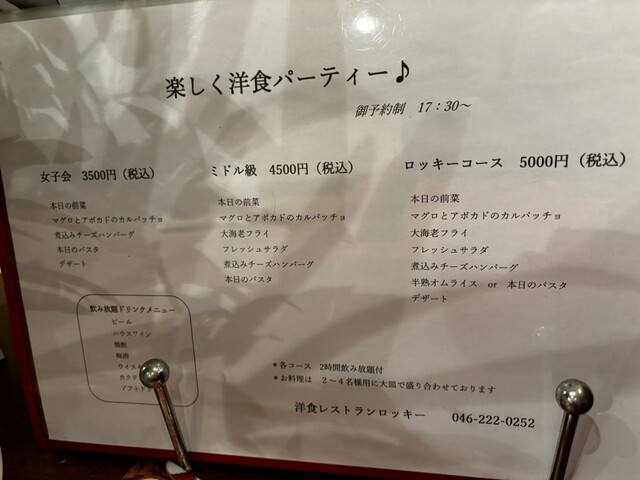 楽しく洋食パーティー♪
御予約制 17:30～
女子会 3500円（税込）
本日の前菜
マグロとアボカドのカルパッチョ
煮込みチーズハンバーグ
本日のパスタ
デザート
ミドル級 4500円（税込）
本日の前菜
マグロとアボカドのカルパッチョ
大海老フライ
フレッシュサラダ
煮込みチーズハンバーグ
本日のパスタ
ロッキーコース 5000円（税込）
本日の前菜
マグロとアボカドのカルパッチョ
大海老フライ
フレッシュサラダ
煮込みチーズハンバーグ
半熟オムライス or 本日のパスタ
デザート
飲み放題ドリンクメニュー
ビール
ハウスワイン
焼酎
梅酒
＊各コース 2時間飲み放題付
＊お料理は 2～4名様用に大皿で盛り合わせております
洋食レストランロッキー 046-222-0252